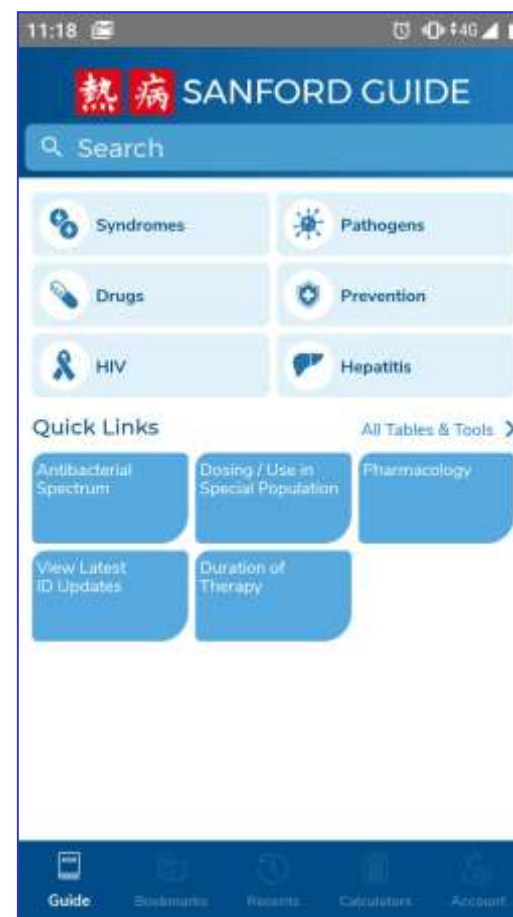 11:18 4G
熱 病 SANFORD GUIDE
Search
Syndromes
Pathogens
Drugs
Prevention
HIV
Hepatitis
Quick Links
All Tables & Tools
Antibacterial
Spectrum
Dosing / Use in
Special Population
Pharmacology
View Latest
ID Updates
Duration of
Therapy
Guide
Bookmarks
Recents
Calculators
Account